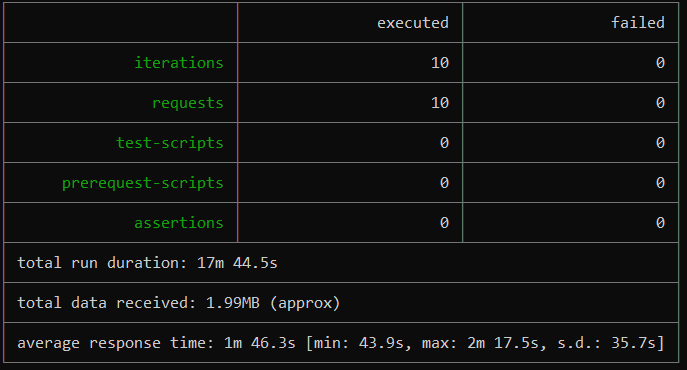 executed failed
iterations 10 0
requests 10 0
test-scripts 0 0
prerequest-scripts 0 0
assertions 0 0
total run duration: 17m 44.5s
total data received: 1.99MB (approx)
average response time: 1m 46.3s [min: 43.9s, max: 2m 17.5s, s.d.: 35.7s]